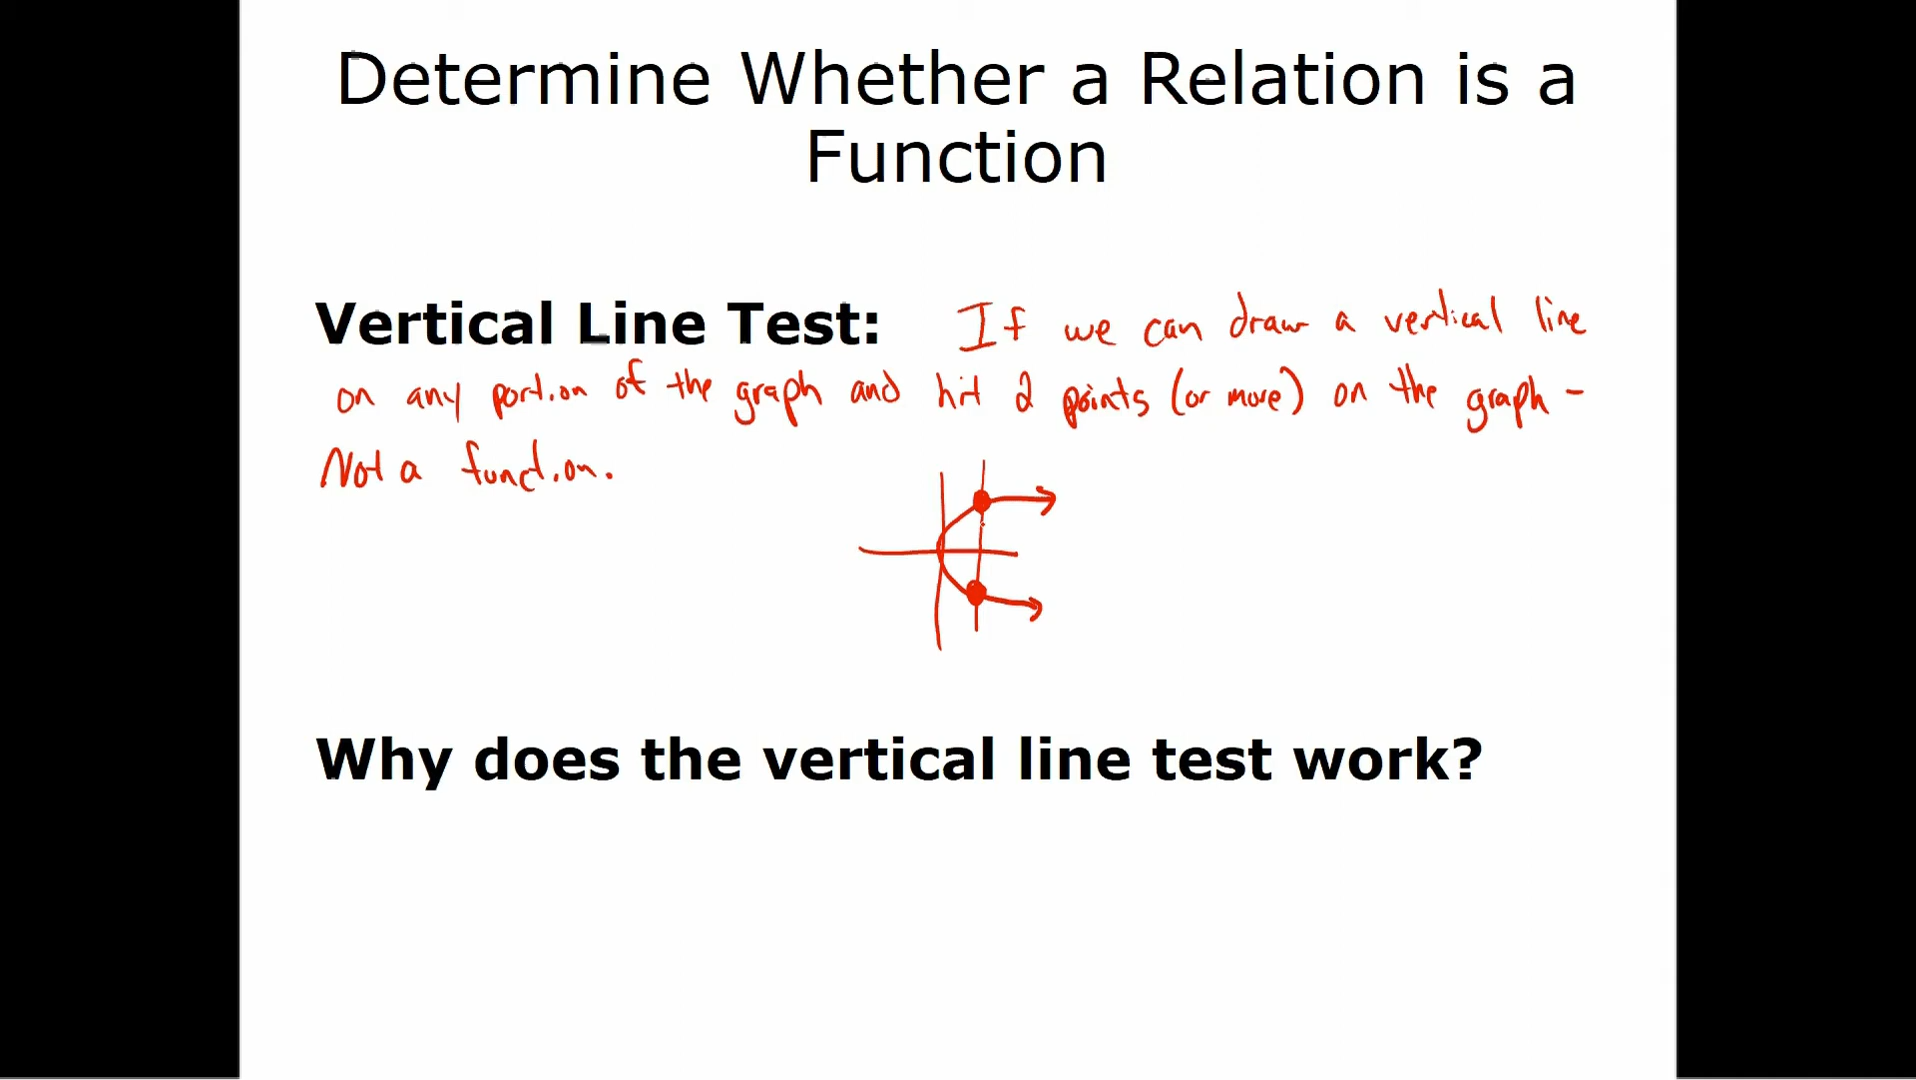 Determine Whether a Relation is a
Function
Vertical Line Test: If we can draw a vertical line
on any portion of the graph and hit 2 points (or more) on the graph -
Not a function.
Why does the vertical line test work?